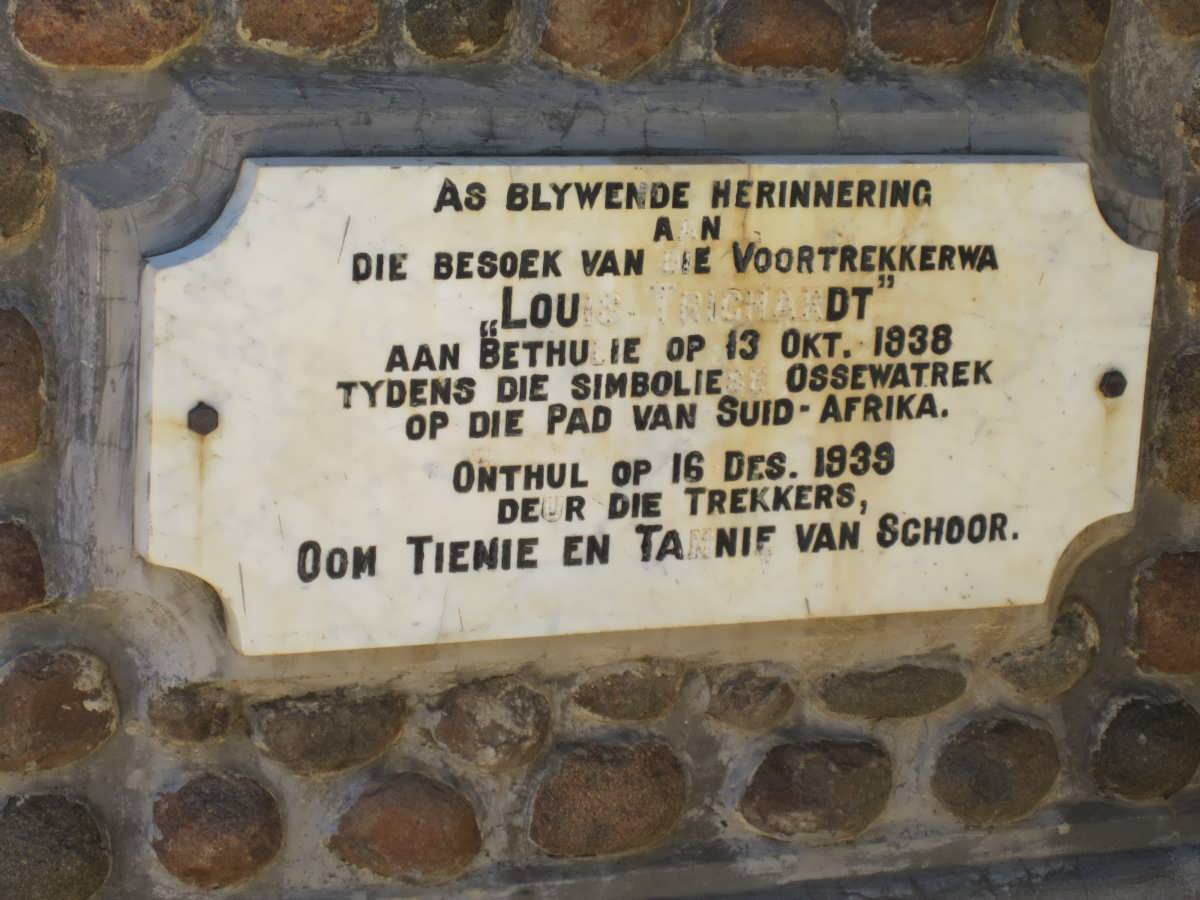 AS BLYWENDE HERINNERING
AAN
DIE BESOEK VAN DIE VOORTREKKERWA
„LOUIS TRICHARDT"
AAN BETHULIE OP 13 OKT. 1938
TYDENS DIE SIMBOLIESE OSSEWATREK
OP DIE PAD VAN SUID-AFRIKA.
ONTHUL OP 16 DES. 1939
DEUR DIE TREKKERS,
OOM TIENIE EN TANNIE VAN SCHOOR.